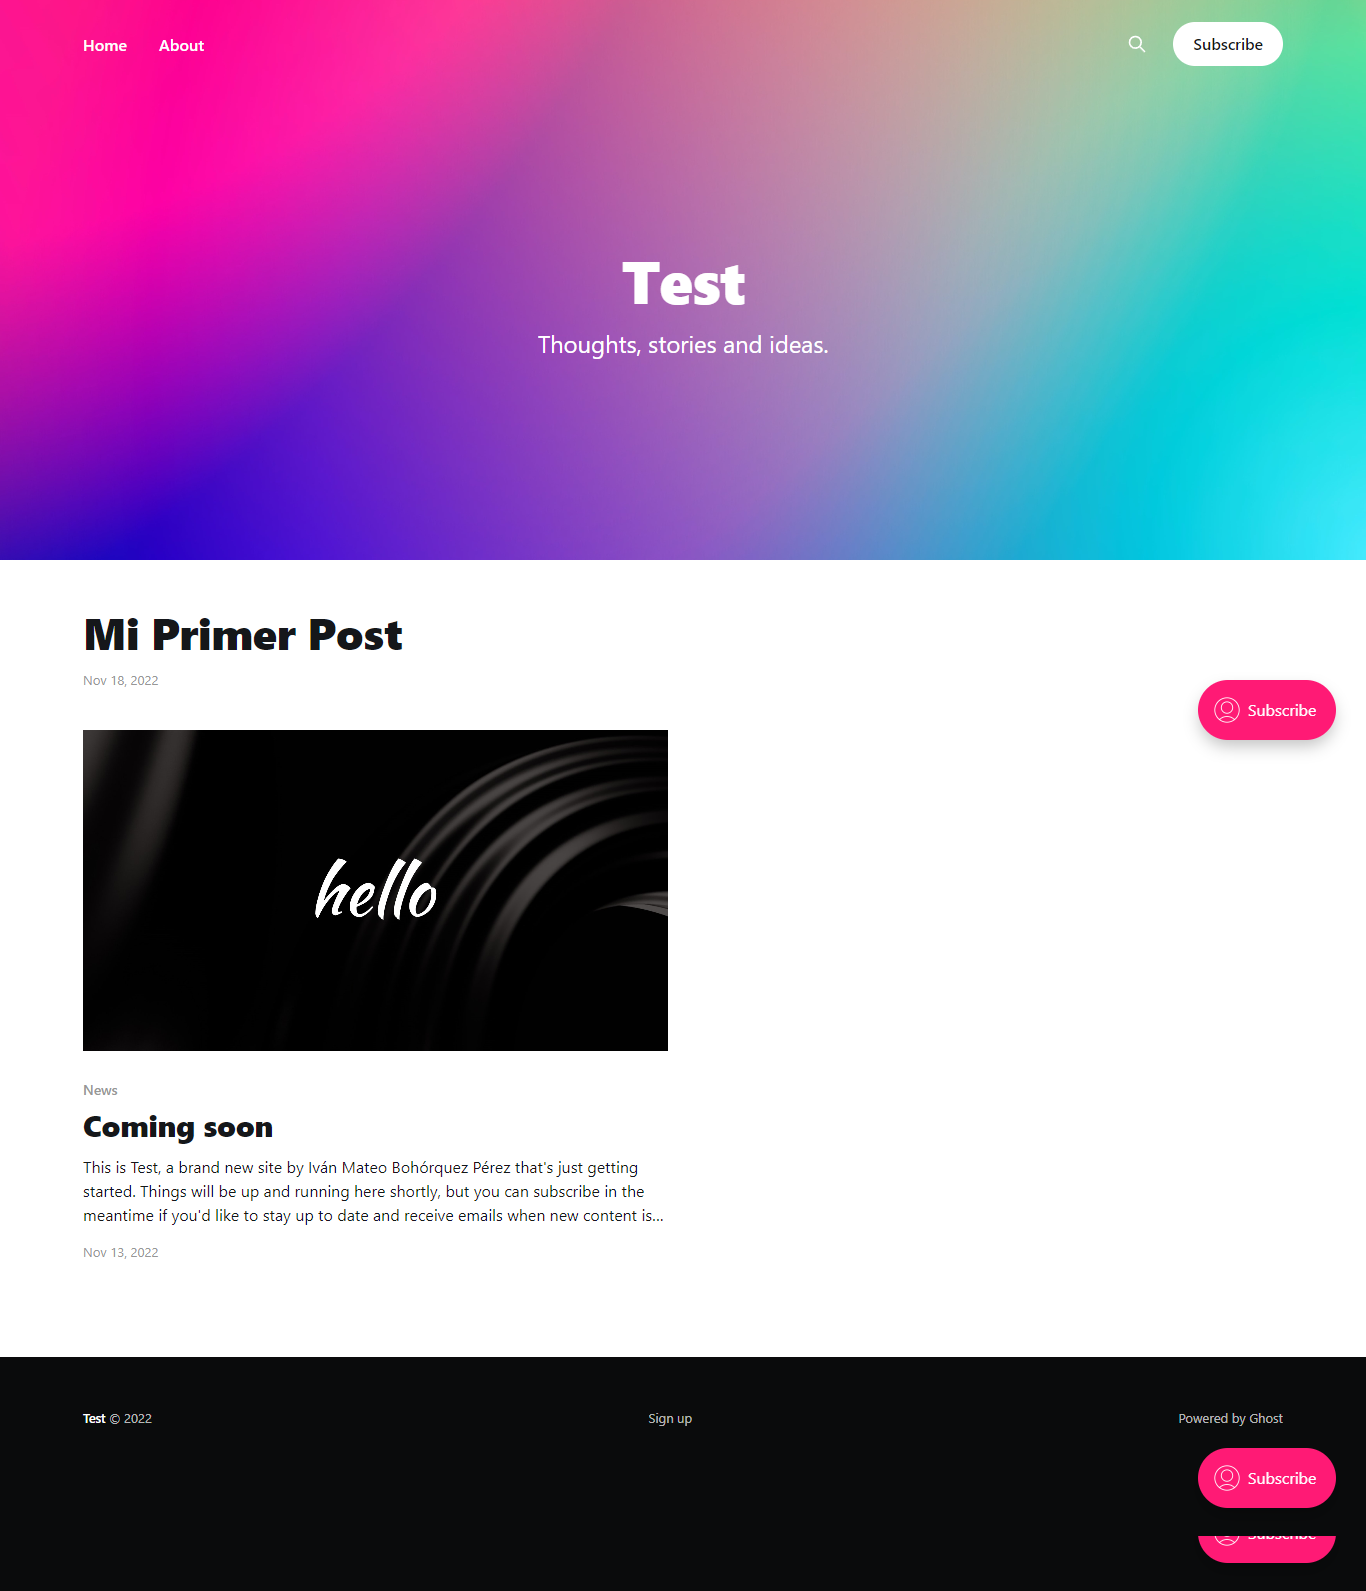 Home
About
Subscribe
Test
Thoughts, stories and ideas.
Mi Primer Post
Nov 18, 2022
Subscribe
hello
News
Coming soon
This is Test, a brand new site by Iván Mateo Bohórquez Pérez that's just getting
started. Things will be up and running here shortly, but you can subscribe in the
meantime if you'd like to stay up to date and receive emails when new content is...
Nov 13, 2022
Test © 2022
Sign up
Powered by Ghost
Subscribe
Subscribe